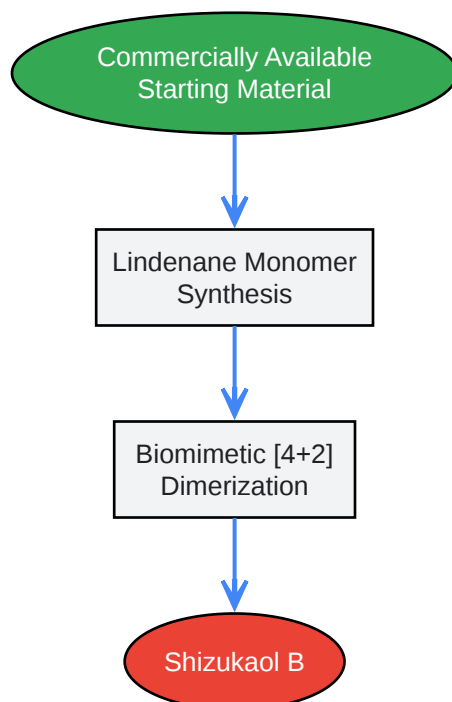 Commercially Available
Starting Material
Lindenane Monomer
Synthesis
Biomimetic [4+2]
Dimerization
Shizukaol B